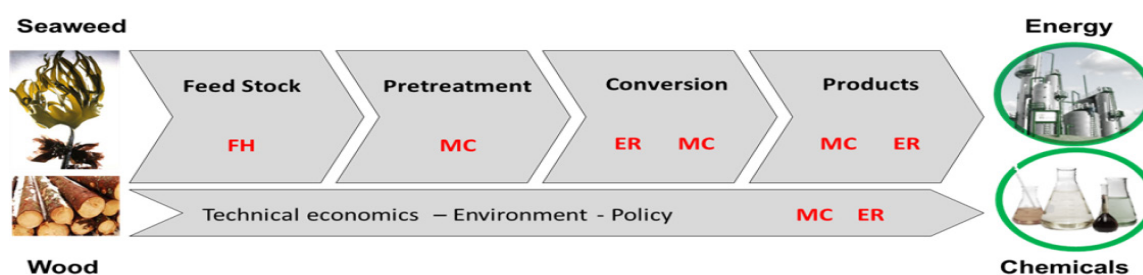 Seaweed
Energy
Feed Stock
Pretreatment
Conversion
Products
FH
MC
ER MC
MC ER
Technical economics – Environment - Policy MC ER
Wood
Chemicals